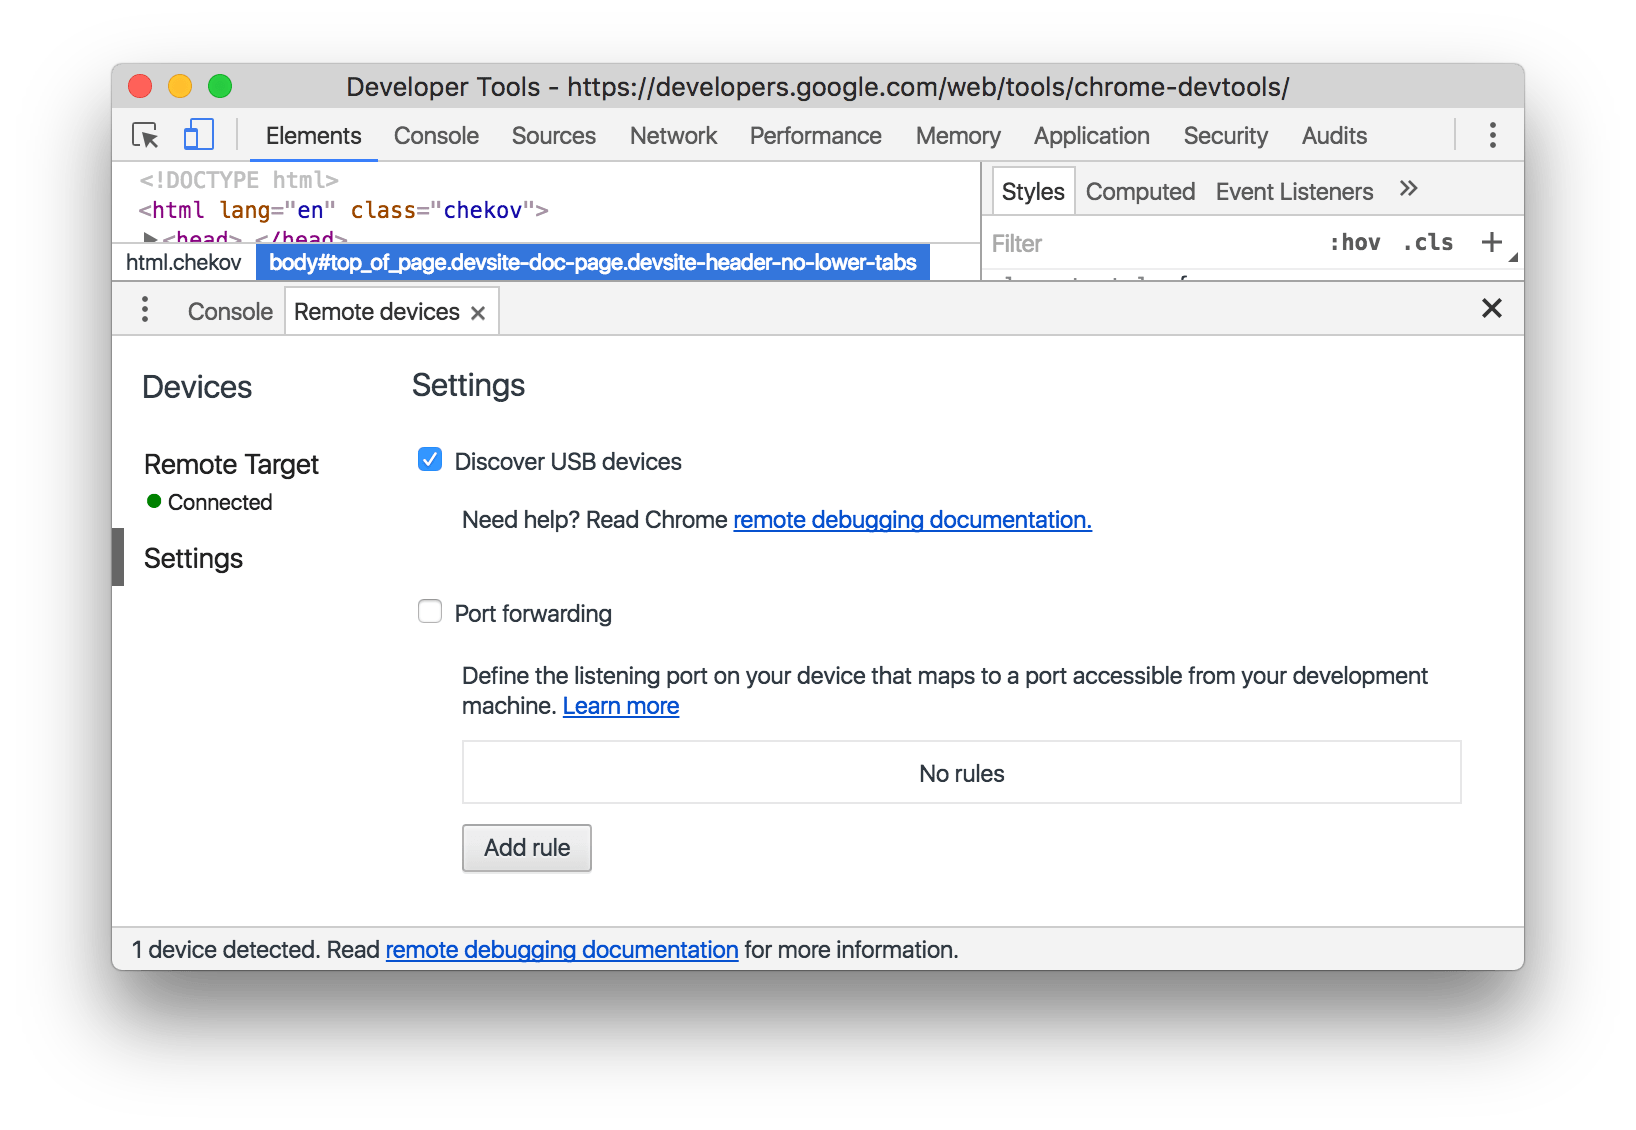 Developer Tools - https://developers.google.com/web/tools/chrome-devtools/
Elements Console Sources Network Performance Memory Application Security Audits
<!DOCTYPE html>
<html lang="en" class="chekov">
▶<head> </head>
html.chekov body#top_of_page.devsite-doc-page.devsite-header-no-lower-tabs
Styles Computed Event Listeners »
Filter :hov .cls +
Console Remote devices ×
Devices
Remote Target
Connected
Settings
Settings
Discover USB devices
Need help? Read Chrome remote debugging documentation.
Port forwarding
Define the listening port on your device that maps to a port accessible from your development
machine. Learn more
No rules
Add rule
1 device detected. Read remote debugging documentation for more information.